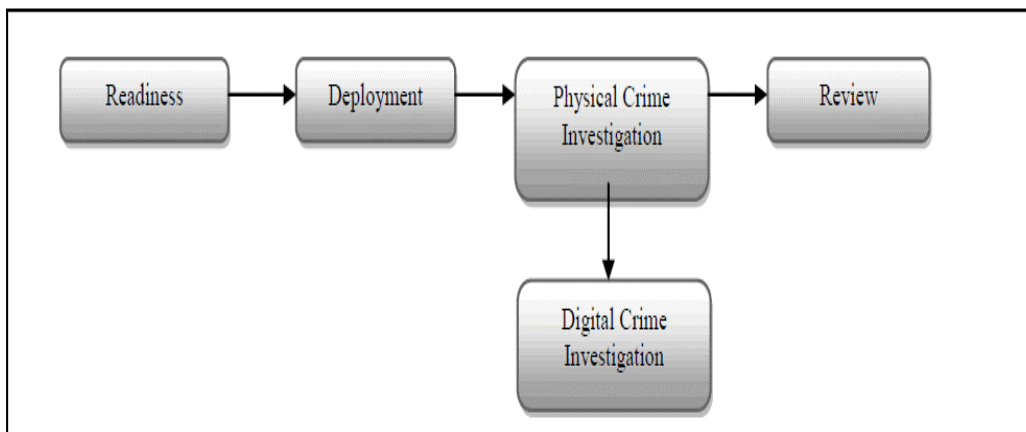 Readiness
Deployment
Physical Crime
Investigation
Review
Digital Crime
Investigation